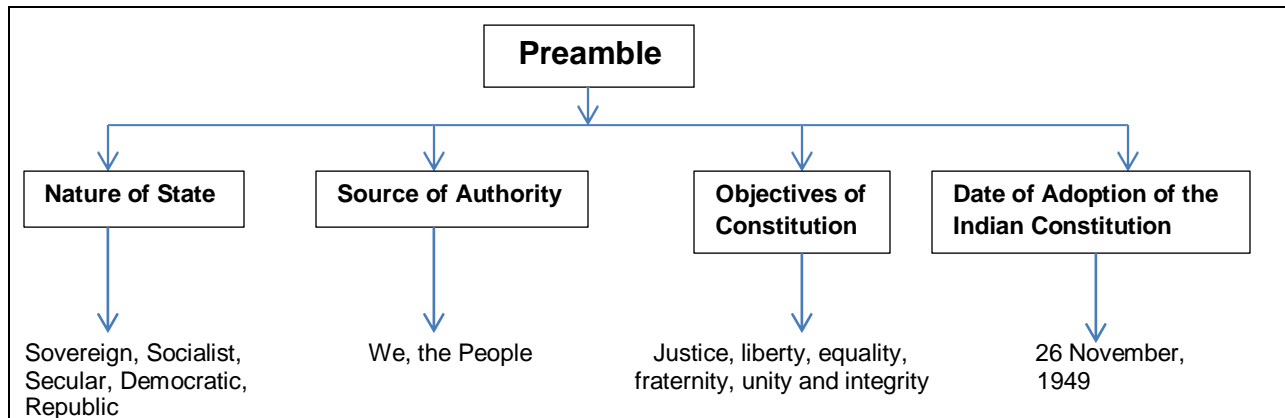 Preamble
Nature of State
Source of Authority
Objectives of
Constitution
Date of Adoption of the
Indian Constitution
Sovereign, Socialist,
Secular, Democratic,
Republic
We, the People
Justice, liberty, equality,
fraternity, unity and integrity
26 November,
1949